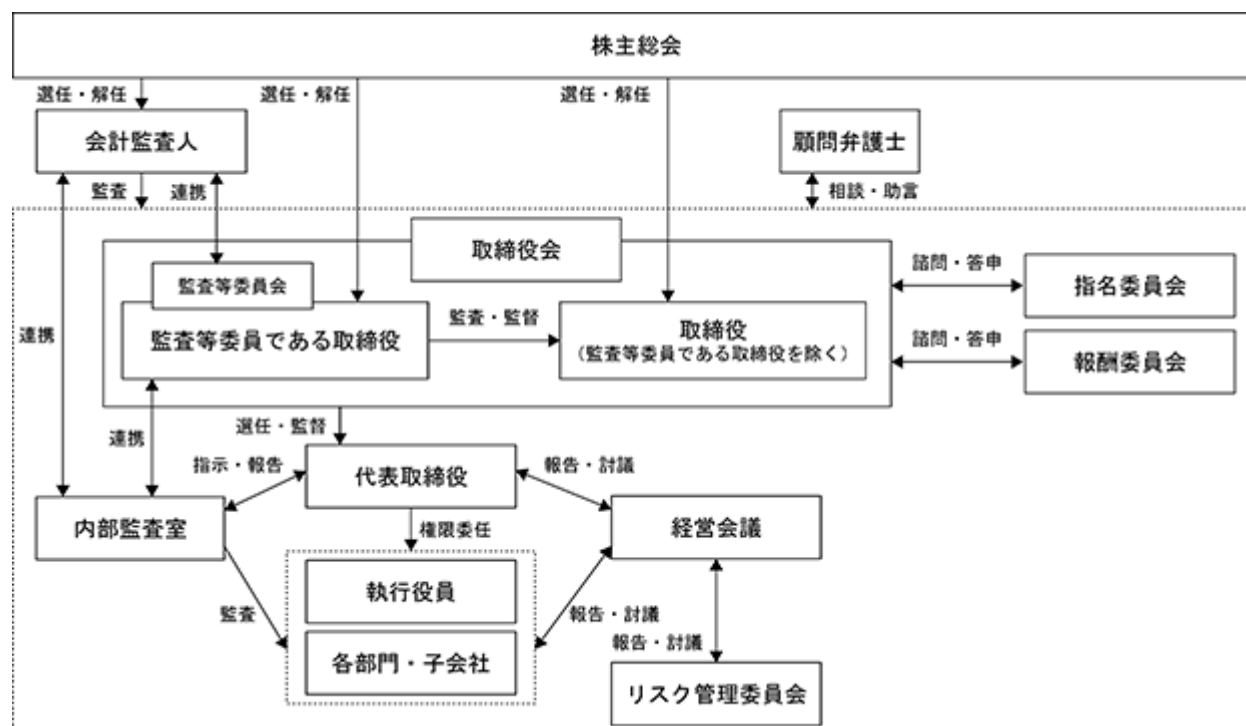 株主総会
選任・解任
選任・解任
選任・解任
会計監査人
顧問弁護士
監査
連携
相談・助言
取締役会
監査等委員会
監査等委員である取締役
監査・監督
取締役
（監査等委員である取締役を除く）
諮問・答申
指名委員会
諮問・答申
報酬委員会
連携
連携
選任・監督
指示・報告
代表取締役
報告・討議
内部監査室
権限委任
経営会議
監査
執行役員
各部門・子会社
報告・討議
報告・討議
リスク管理委員会